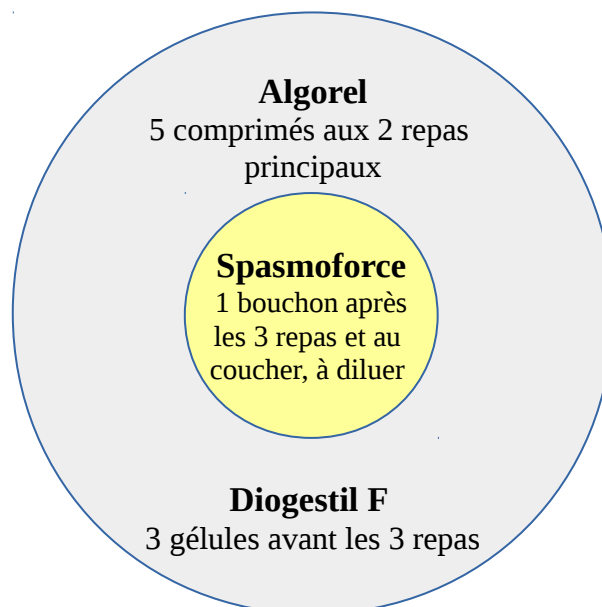 Algorel
5 comprimés aux 2 repas
principaux
Spasmoforce
1 bouchon après
les 3 repas et au
coucher, à diluer
Diogestil F
3 gélules avant les 3 repas